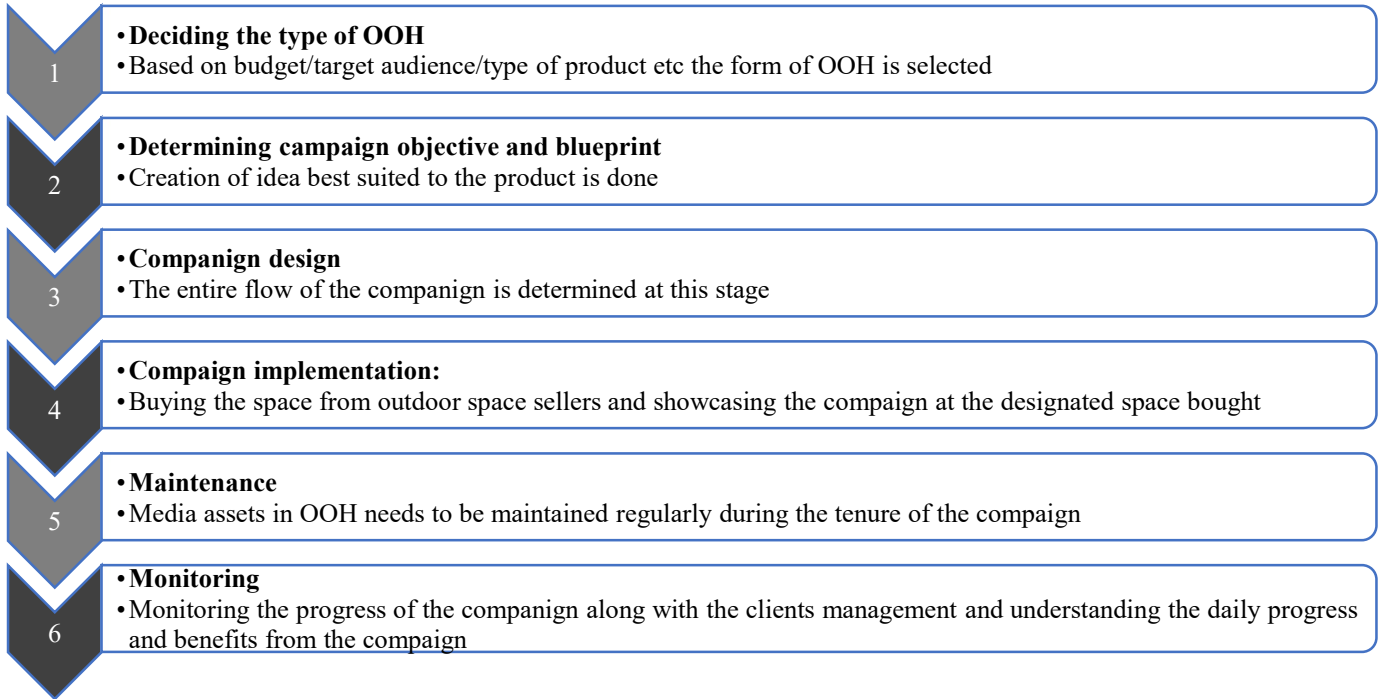 1
•Deciding the type of OOH
•Based on budget/target audience/type of product etc the form of OOH is selected
2
•Determining campaign objective and blueprint
•Creation of idea best suited to the product is done
3
•Companign design
•The entire flow of the companign is determined at this stage
4
•Compaign implementation:
•Buying the space from outdoor space sellers and showcasing the compaign at the designated space bought
5
•Maintenance
•Media assets in OOH needs to be maintained regularly during the tenure of the compaign
6
•Monitoring
•Monitoring the progress of the companign along with the clients management and understanding the daily progress
and benefits from the compaign